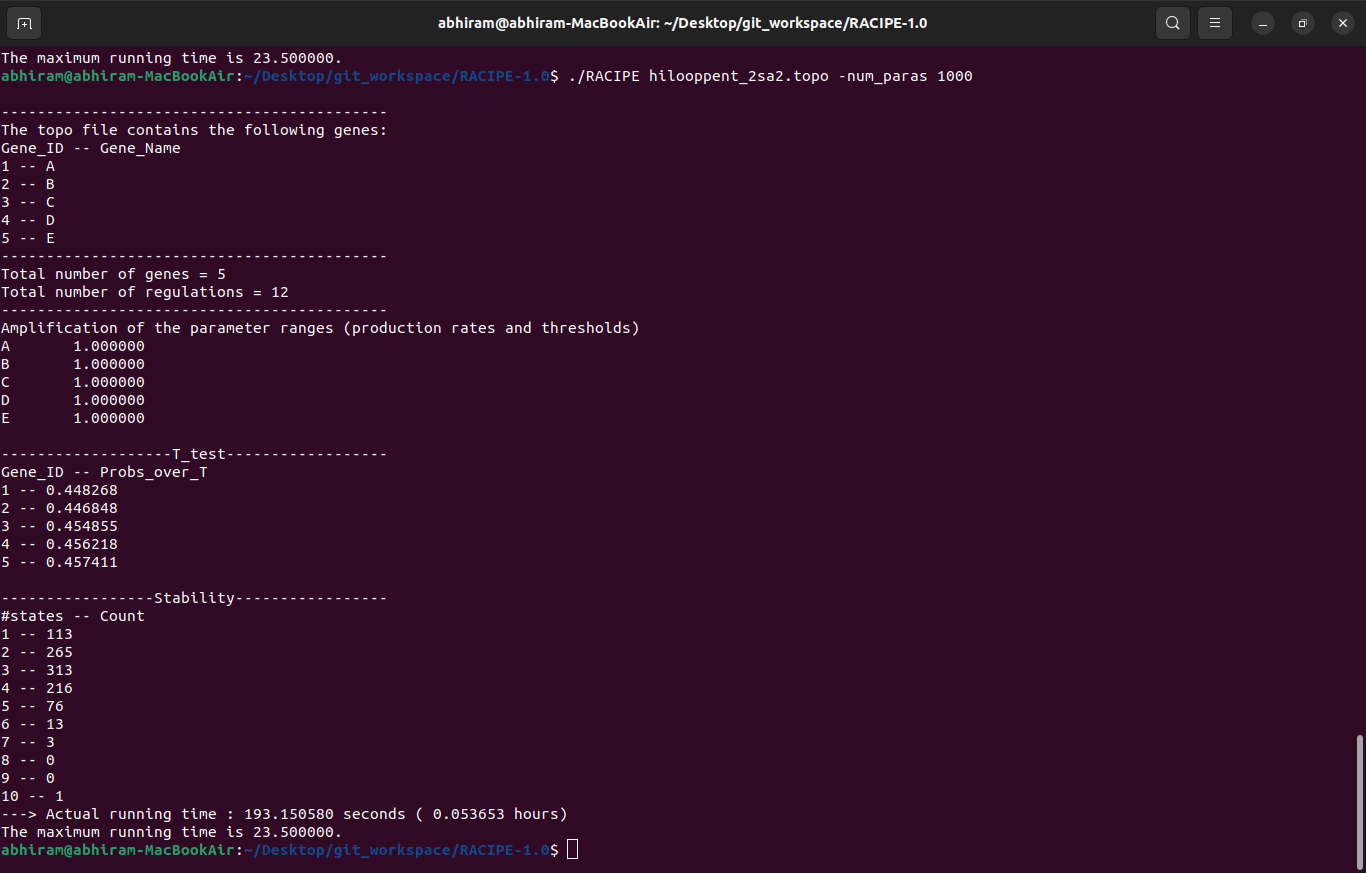 abhiram@abhiram-MacBookAir: ~/Desktop/git_workspace/RACIPE-1.0
The maximum running time is 23.500000.
abhiram@abhiram-MacBookAir:~/Desktop/git_workspace/RACIPE-1.0$ ./RACIPE hilooppent_2sa2.topo -num_paras 1000
-------------------------------------------
The topo file contains the following genes:
Gene_ID -- Gene_Name
1 -- A
2 -- B
3 -- C
4 -- D
5 -- E
-------------------------------------------
Total number of genes = 5
Total number of regulations = 12
-------------------------------------------
Amplification of the parameter ranges (production rates and thresholds)
A       1.000000
B       1.000000
C       1.000000
D       1.000000
E       1.000000
-------------------T_test------------------
Gene_ID -- Probs_over_T
1 -- 0.448268
2 -- 0.446848
3 -- 0.454855
4 -- 0.456218
5 -- 0.457411
-----------------Stability-----------------
#states -- Count
1 -- 113
2 -- 265
3 -- 313
4 -- 216
5 -- 76
6 -- 13
7 -- 3
8 -- 0
9 -- 0
10 -- 1
---> Actual running time : 193.150580 seconds ( 0.053653 hours)
The maximum running time is 23.500000.
abhiram@abhiram-MacBookAir:~/Desktop/git_workspace/RACIPE-1.0$